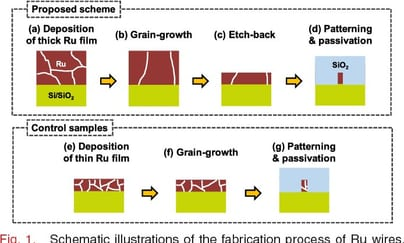 Proposed scheme
(a) Deposition
of thick Ru film
(b) Grain-growth
(c) Etch-back
(d) Patterning
& passivation
Ru
SiO₂
Si/SiO₂
Control samples
(e) Deposition
of thin Ru film
(f) Grain-growth
(g) Patterning
& passivation
Fig. 1. Schematic illustrations of the fabrication process of Ru wires.